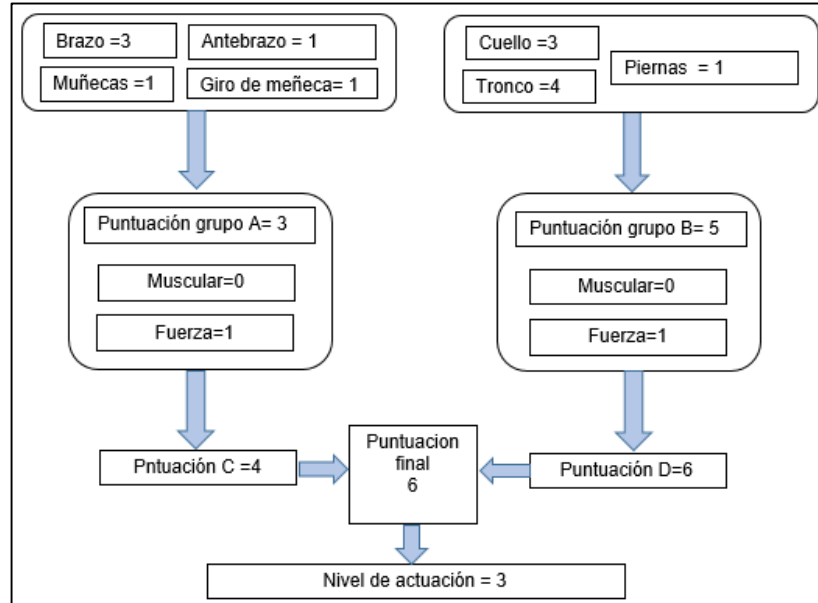 Brazo =3
Antebrazo = 1
Muñecas =1
Giro de meñeca= 1
Cuello =3
Piernas = 1
Tronco =4
Puntuación grupo A= 3
Muscular=0
Fuerza=1
Puntuación grupo B= 5
Muscular=0
Fuerza=1
Pntuación C =4
Puntuacion
final
6
Puntuación D=6
Nivel de actuación = 3